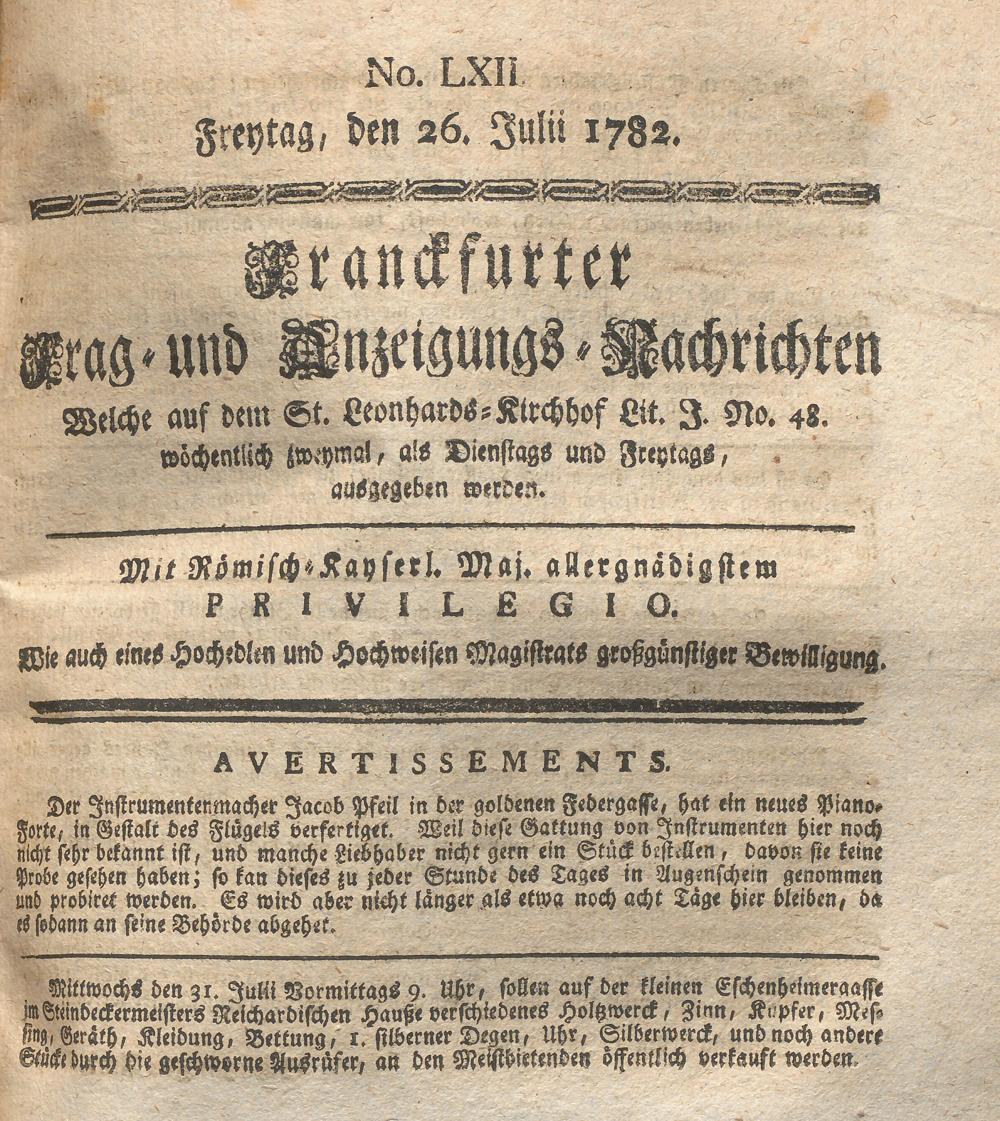 No. LXII.
Freytag, den 26. Julii 1782.
Franckfurter
Frag- und Anzeigungs-Nachrichten
Welche auf dem St. Leonhards-Kirchhof Lit. J. No. 48.
wöchentlich zweymal, als Dienstags und Freytags,
ausgegeben werden.
Mit Römisch-Kayserl. Maj. allergnädigstem
PRIVILEGIO.
Wie auch eines Hochedlen und Hochweisen Magistrats großgünstiger Bewilligung.
AVERTISSEMENTS.
Der Instrumentenmacher Jacob Pfeil in der goldenen Federgasse, hat ein neues Piano-
Forte, in Gestalt des Flügels verfertiget. Weil diese Gattung von Instrumenten hier noch
nicht sehr bekannt ist, und manche Liebhaber nicht gern ein Stück bestellen, davon sie keine
Probe gesehen haben; so kan dieses zu jeder Stunde des Tages in Augenschein genommen
und probiret werden. Es wird aber nicht länger als etwa noch acht Täge hier bleiben, da
es sodann an seine Behörde abgehet.
Mittwochs den 31. Julii Vormittags 9. Uhr, sollen auf der kleinen Eschenheimergasse
im Steindeckermeisters Reichardischen Hauße verschiedenes Holtzwerck, Zinn, Kupfer, Mes-
sing, Geräth, Kleidung, Bettung, 1. silberner Degen, Uhr, Silberwerck, und noch andere
Stücke durch die geschworne Ausrüfer, an den Meistbietenden öffentlich verkauft werden.